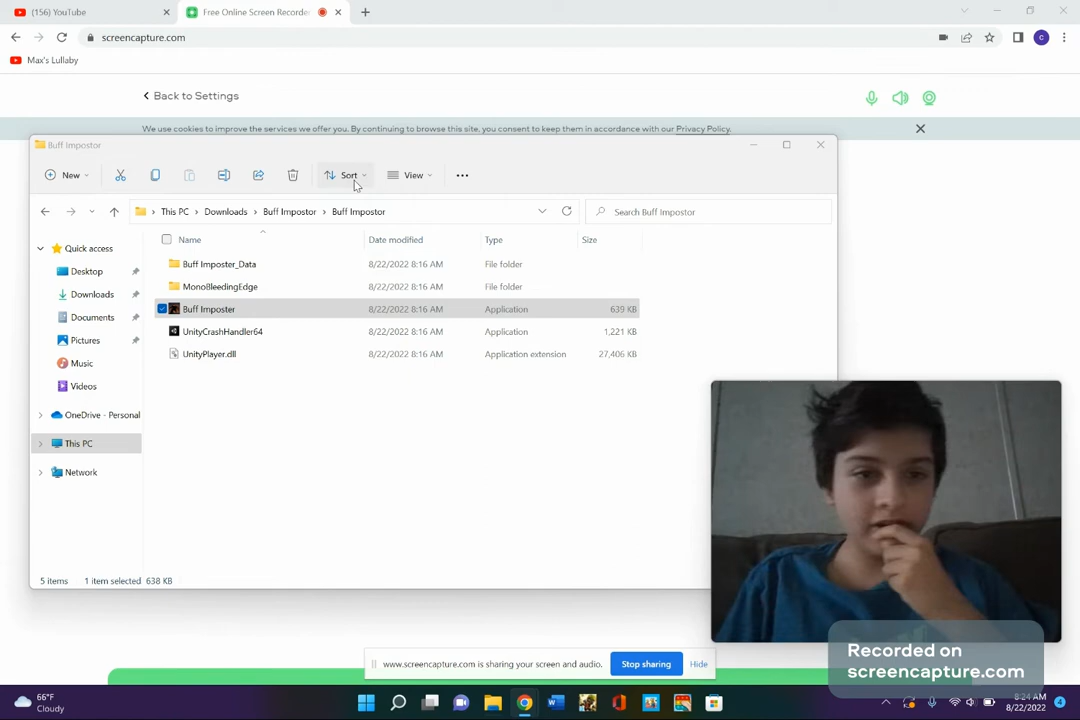 (156) YouTube
Free Online Screen Recorder
screencapture.com
C
Max's Lullaby
Back to Settings
We use cookies to improve the services we offer you. By continuing to browse this site, you consent to keep them in accordance with our Privacy Policy.
Buff Impostor
New
Sort
View
This PC > Downloads > Buff Impostor > Buff Impostor
Search Buff Impostor
Name Date modified Type Size
Quick access
Desktop
Downloads
Documents
Pictures
Music
Videos
OneDrive - Personal
This PC
Network
Buff Imposter_Data 8/22/2022 8:16 AM File folder
MonoBleedingEdge 8/22/2022 8:16 AM File folder
Buff Imposter 8/22/2022 8:16 AM Application 639 KB
UnityCrashHandler64 8/22/2022 8:16 AM Application 1,221 KB
UnityPlayer.dll 8/22/2022 8:16 AM Application extension 27,406 KB
5 items 1 item selected 638 KB
Recorded on
screencapture.com
www.screencapture.com is sharing your screen and audio.
Stop sharing
Hide
66°F
Cloudy
8:24 AM
8/22/2022
4